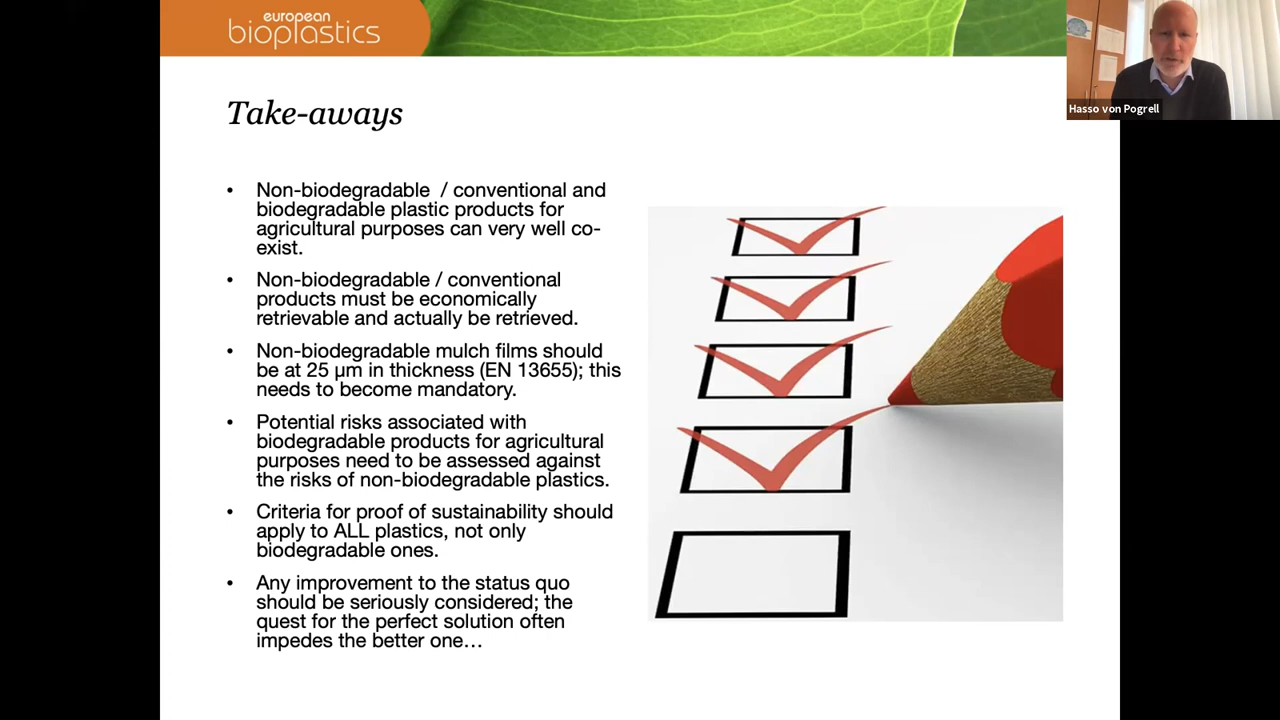 european
bioplastics
Hasso von Pogrell
Take-aways
• Non-biodegradable / conventional and
biodegradable plastic products for
agricultural purposes can very well co-
exist.
• Non-biodegradable / conventional
products must be economically
retrievable and actually be retrieved.
• Non-biodegradable mulch films should
be at 25 µm in thickness (EN 13655); this
needs to become mandatory.
• Potential risks associated with
biodegradable products for agricultural
purposes need to be assessed against
the risks of non-biodegradable plastics.
• Criteria for proof of sustainability should
apply to ALL plastics, not only
biodegradable ones.
• Any improvement to the status quo
should be seriously considered; the
quest for the perfect solution often
impedes the better one…